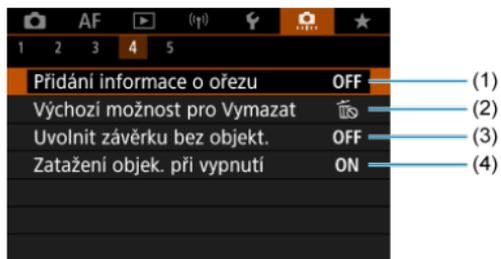 AF
1 2 3 4 5
Přidání informace o ořezu OFF (1)
Výchozí možnost pro Vymazat (2)
Uvolnit závěrku bez objekt. OFF (3)
Zatažení objek. při vypnutí ON (4)